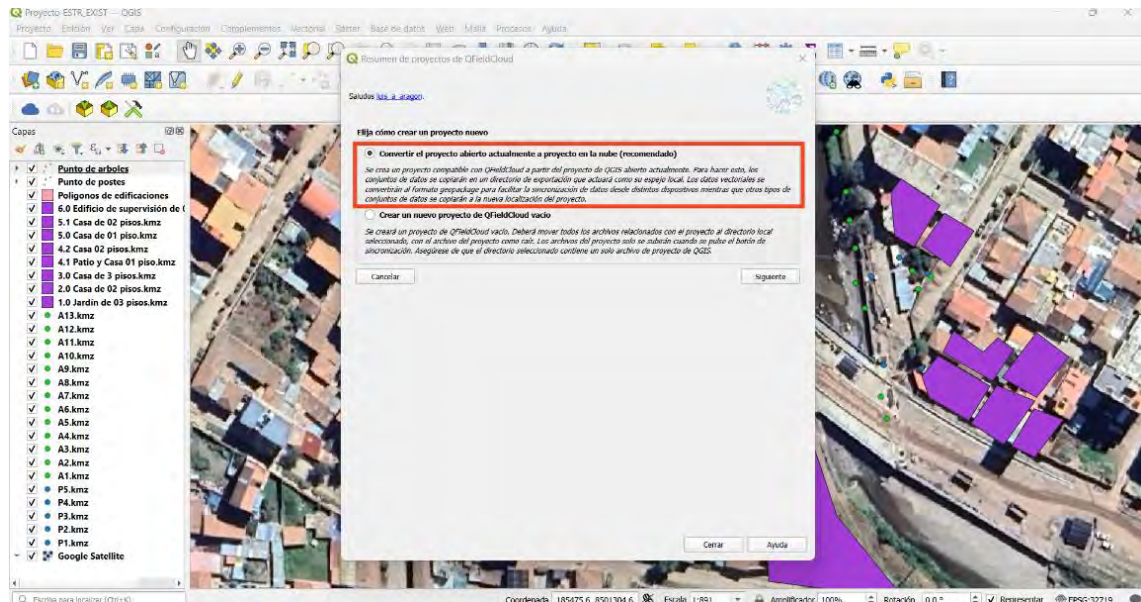 Proyecto ESTR_EXIST — QGIS
Proyecto Edición Ver Capa Configuración Complementos Vectorial Ráster Base de datos Web Malla Procesos Ayuda
Resumen de proyectos de QFieldCloud
Saludos luis_a_aragon.
Elija cómo crear un proyecto nuevo
Convertir el proyecto abierto actualmente a proyecto en la nube (recomendado)
Se crea un proyecto compatible con QFieldCloud a partir del proyecto de QGIS abierto actualmente. Para hacer esto, los
conjuntos de datos se copiarán en un directorio de exportación que actuará como su espejo local. Los datos vectoriales se
convertirán al formato geopackage para facilitar la sincronización de datos desde distintos dispositivos mientras que otros tipos de
conjuntos de datos se copiarán a la nueva localización del proyecto.
Crear un nuevo proyecto de QFieldCloud vacío
Se creará un proyecto de QFieldCloud vacío. Deberá mover todos los archivos relacionados con el proyecto al directorio local
seleccionado, con el archivo del proyecto como raíz. Los archivos del proyecto solo se subirán cuando se pulse el botón de
sincronización. Asegúrese de que el directorio seleccionado contiene un solo archivo de proyecto de QGIS.
Cancelar
Siguiente
Cerrar
Ayuda
Capas
Punto de arboles
Punto de postes
Poligonos de edificaciones
6.0 Edificio de supervisión de
5.1 Casa de 02 pisos.kmz
5.0 Casa de 01 piso.kmz
4.2 Casa 02 pisos.kmz
4.1 Patio y Casa 01 piso.kmz
3.0 Casa de 3 pisos.kmz
2.0 Casa de 02 pisos.kmz
1.0 Jardin de 03 pisos.kmz
A13.kmz
A12.kmz
A11.kmz
A10.kmz
A9.kmz
A8.kmz
A7.kmz
A6.kmz
A5.kmz
A4.kmz
A3.kmz
A2.kmz
A1.kmz
P5.kmz
P4.kmz
P3.kmz
P2.kmz
P1.kmz
Google Satellite
Escriba para localizar (Ctrl+K)
Coordenada 185475.6 8501304.6 Escala 1:891 Amplificador 100% Rotación 0,0 ° Representar EPSG:32719